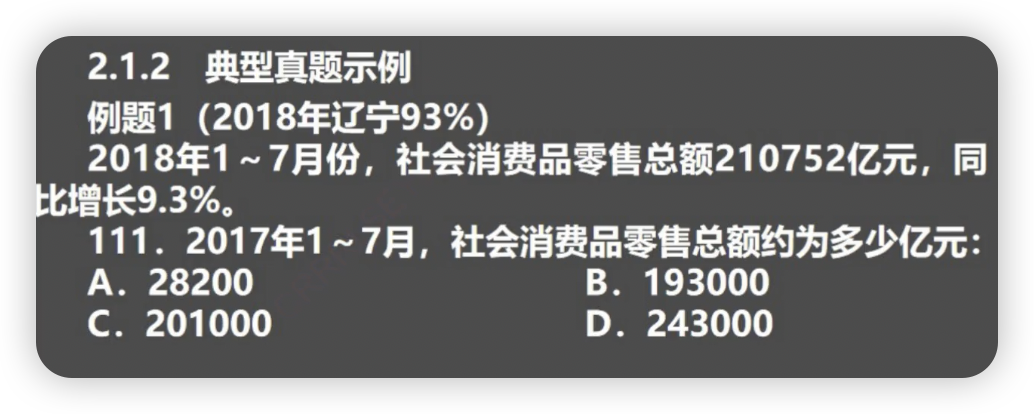 2.1.2 典型真题示例
例题1（2018年辽宁93%）
2018年1～7月份，社会消费品零售总额210752亿元，同
比增长9.3%。
111．2017年1～7月，社会消费品零售总额约为多少亿元：
A．28200 B．193000
C．201000 D．243000